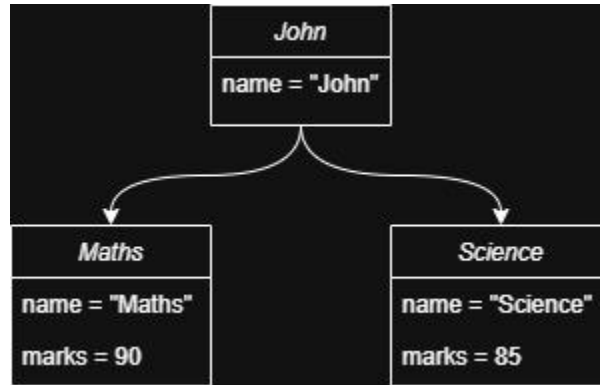 John
name = "John"
Maths
name = "Maths"
marks = 90
Science
name = "Science"
marks = 85